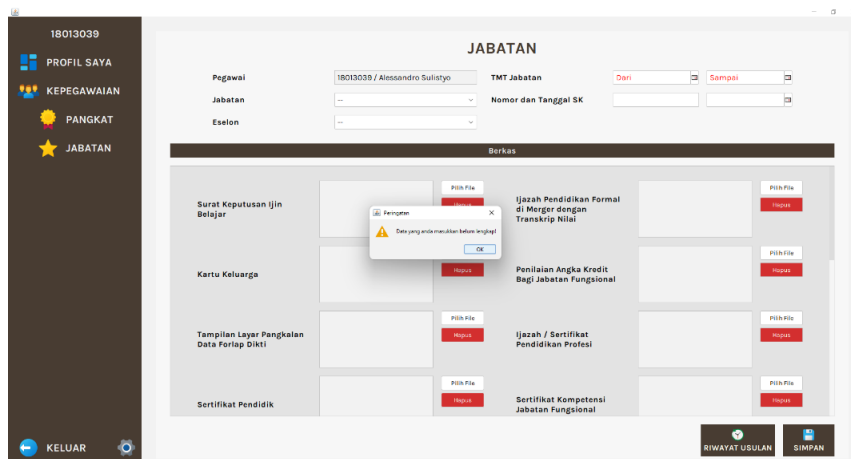 18013039
PROFIL SAYA
KEPEGAWAIAN
PANGKAT
JABATAN
KELUAR
JABATAN
Pegawai
18013039 / Alessandro Sulistyo
TMT Jabatan
Dari
Sampai
Jabatan
--
Nomor dan Tanggal SK
Eselon
--
Berkas
Surat Keputusan Ijin
Belajar
Pilih File
Hapus
Ijazah Pendidikan Formal
di Merger dengan
Transkrip Nilai
Pilih File
Hapus
Peringatan
Data yang anda masukkan belum lengkap!
OK
Kartu Keluarga
Hapus
Penilaian Angka Kredit
Bagi Jabatan Fungsional
Pilih File
Hapus
Tampilan Layar Pangkalan
Data Forlap Dikti
Pilih File
Hapus
Ijazah / Sertifikat
Pendidikan Profesi
Pilih File
Hapus
Sertifikat Pendidik
Pilih File
Hapus
Sertifikat Kompetensi
Jabatan Fungsional
Pilih File
Hapus
RIWAYAT USULAN
SIMPAN